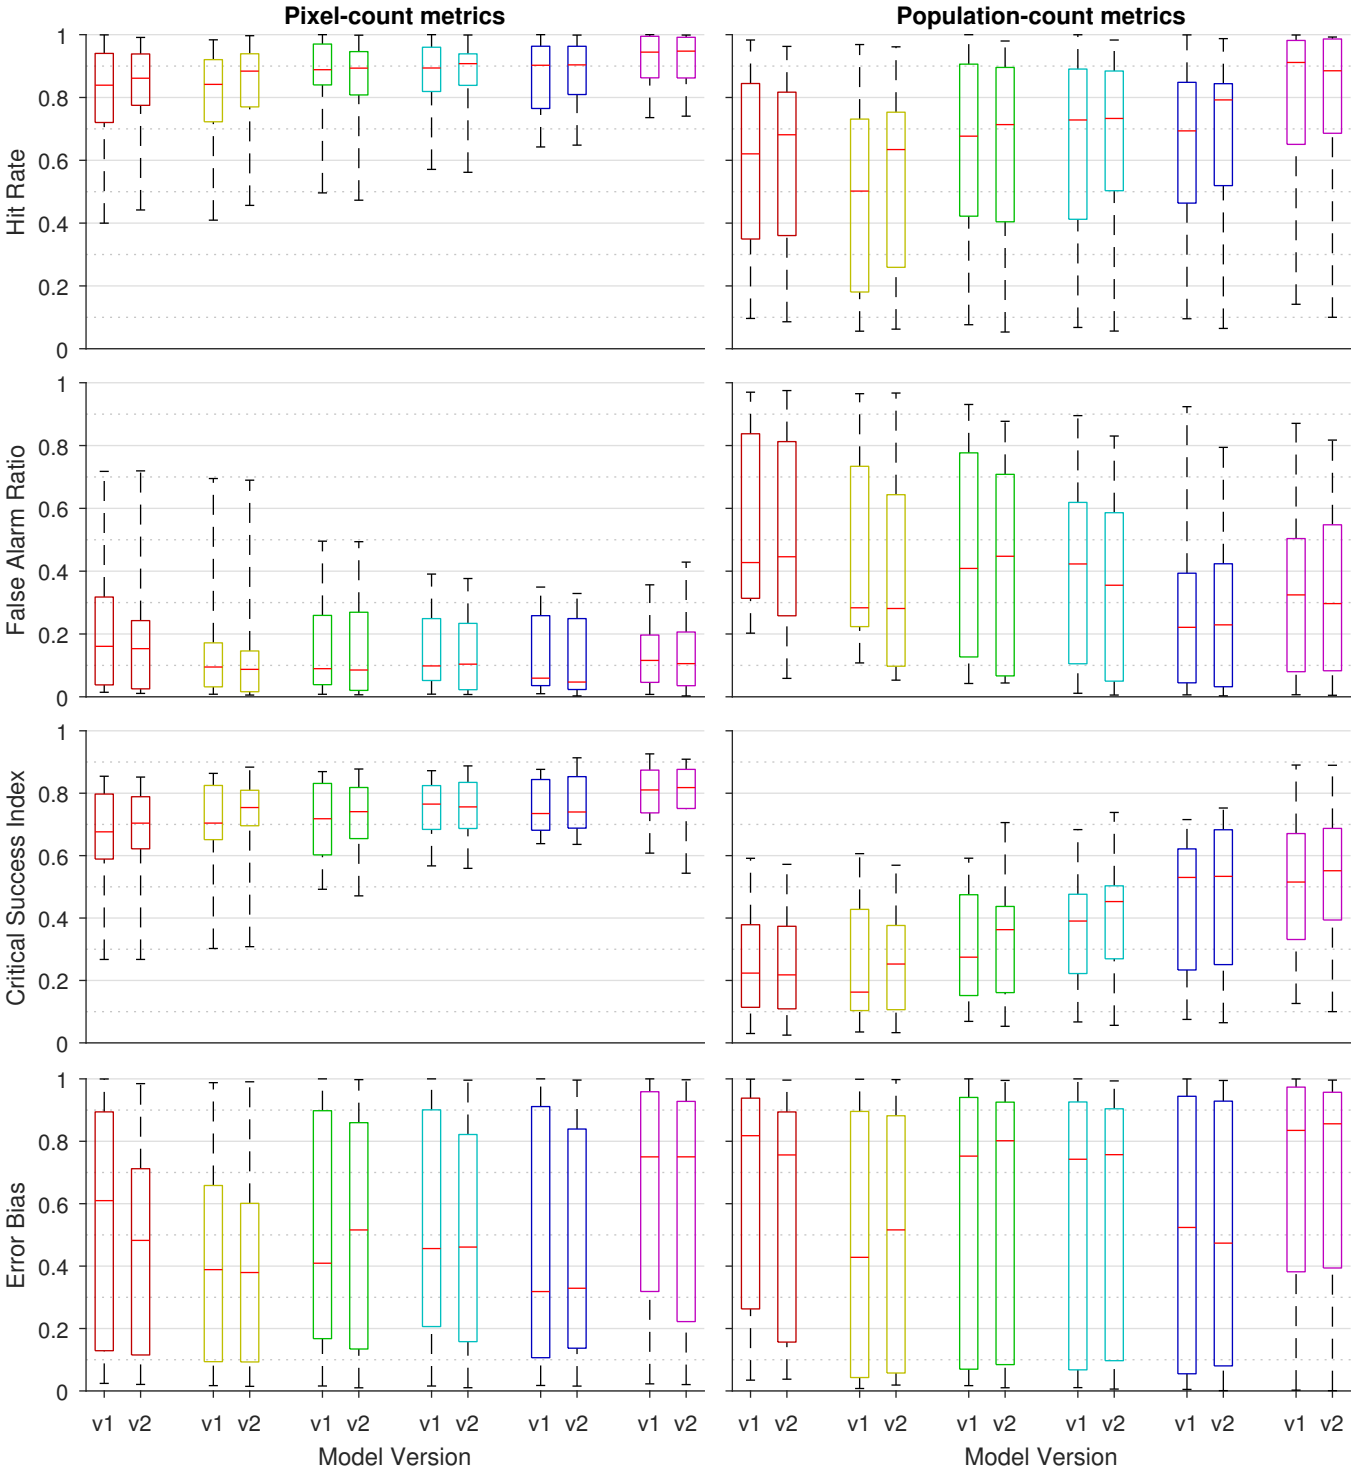 Pixel-count metrics
Population-count metrics
Hit Rate
1
0.8
0.6
0.4
0.2
0
False Alarm Ratio
1
0.8
0.6
0.4
0.2
0
Critical Success Index
1
0.8
0.6
0.4
0.2
0
Error Bias
1
0.8
0.6
0.4
0.2
0
v1 v2 v1 v2 v1 v2 v1 v2 v1 v2 v1 v2
v1 v2 v1 v2 v1 v2 v1 v2 v1 v2 v1 v2
Model Version
Model Version